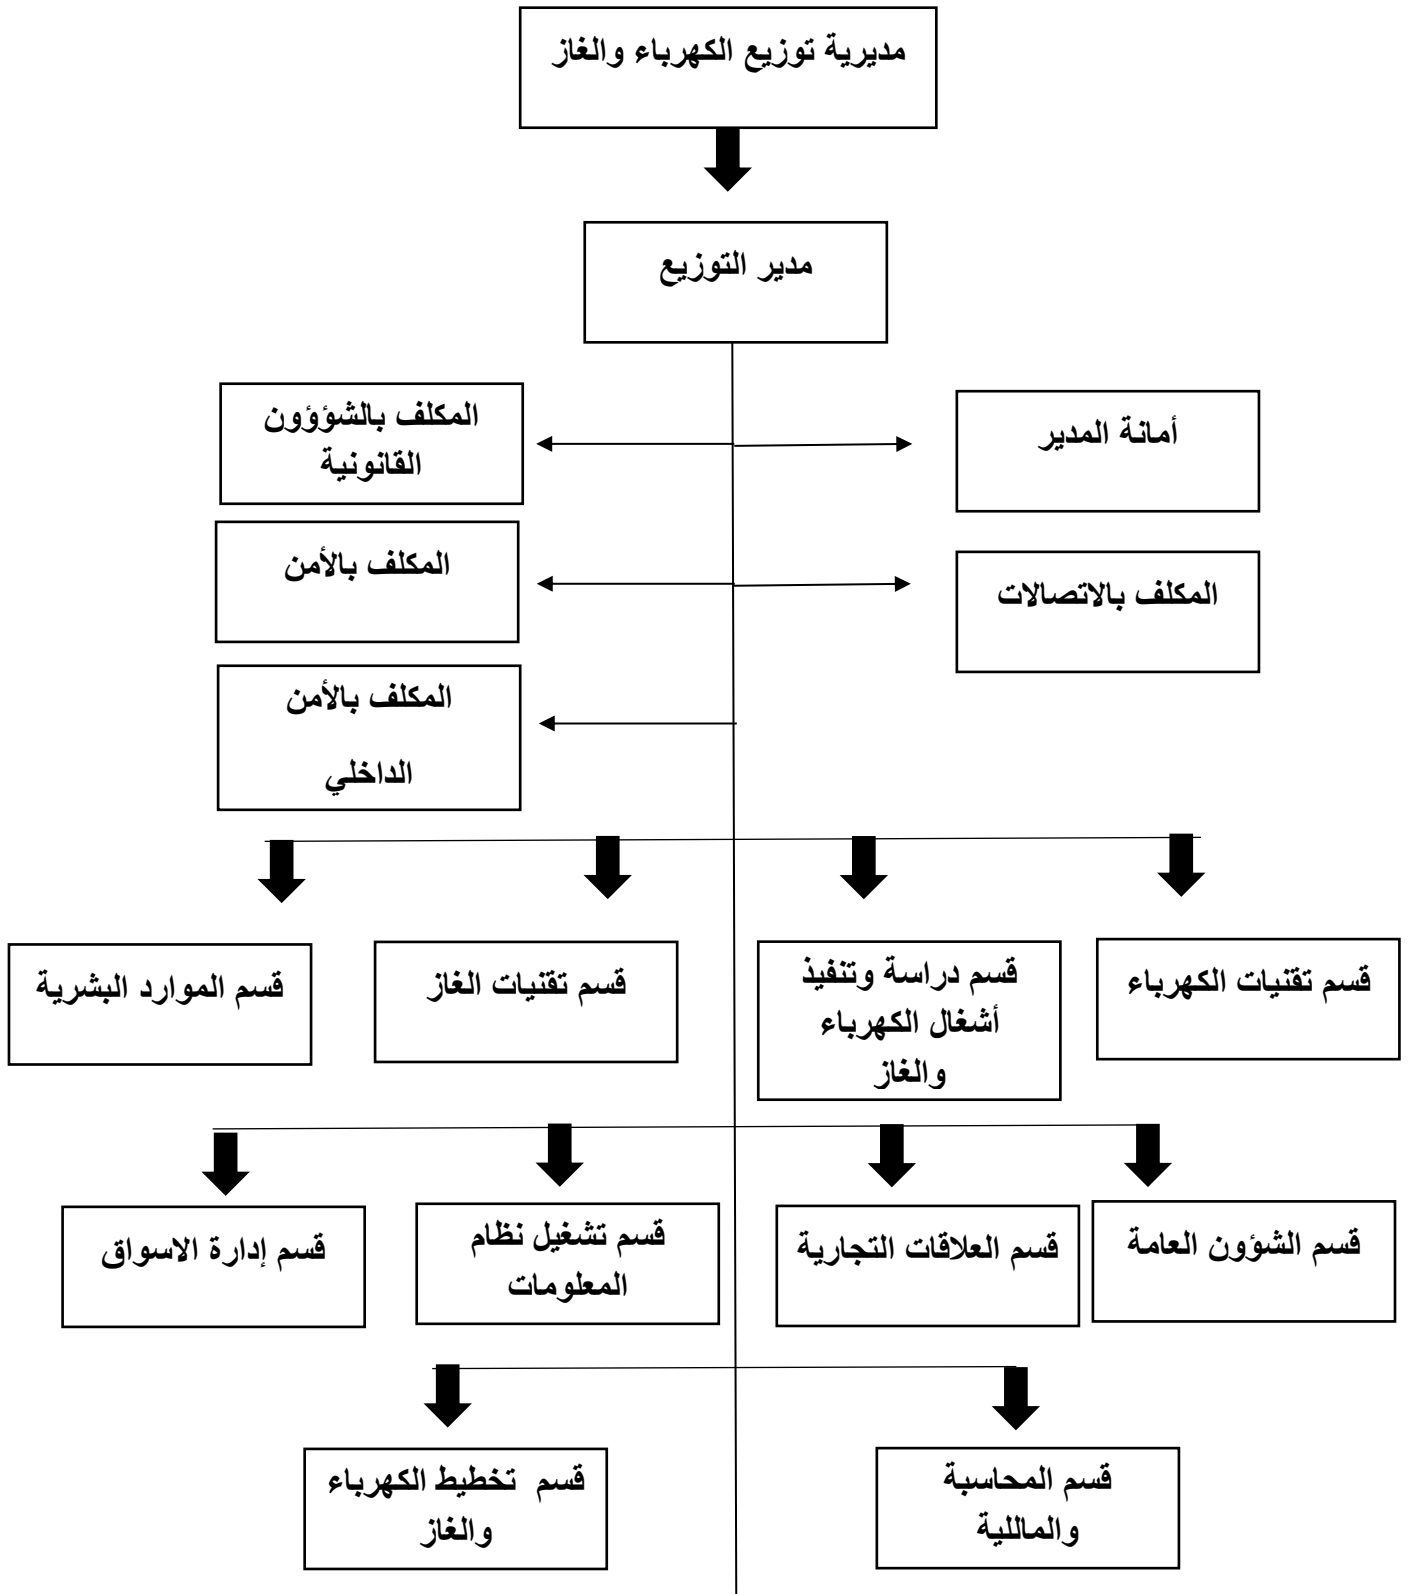 مديرية توزيع الكهرباء والغاز
مدير التوزيع
أمانة المدير
المكلف بالشؤوون
القانونية
المكلف بالاتصالات
المكلف بالأمن
المكلف بالأمن
الداخلي
قسم تقنيات الكهرباء
قسم دراسة وتنفيذ
أشغال الكهرباء
والغاز
قسم تقنيات الغاز
قسم الموارد البشرية
قسم الشؤون العامة
قسم العلاقات التجارية
قسم تشغيل نظام
المعلومات
قسم إدارة الاسواق
قسم المحاسبة
والماللية
قسم تخطيط الكهرباء
والغاز